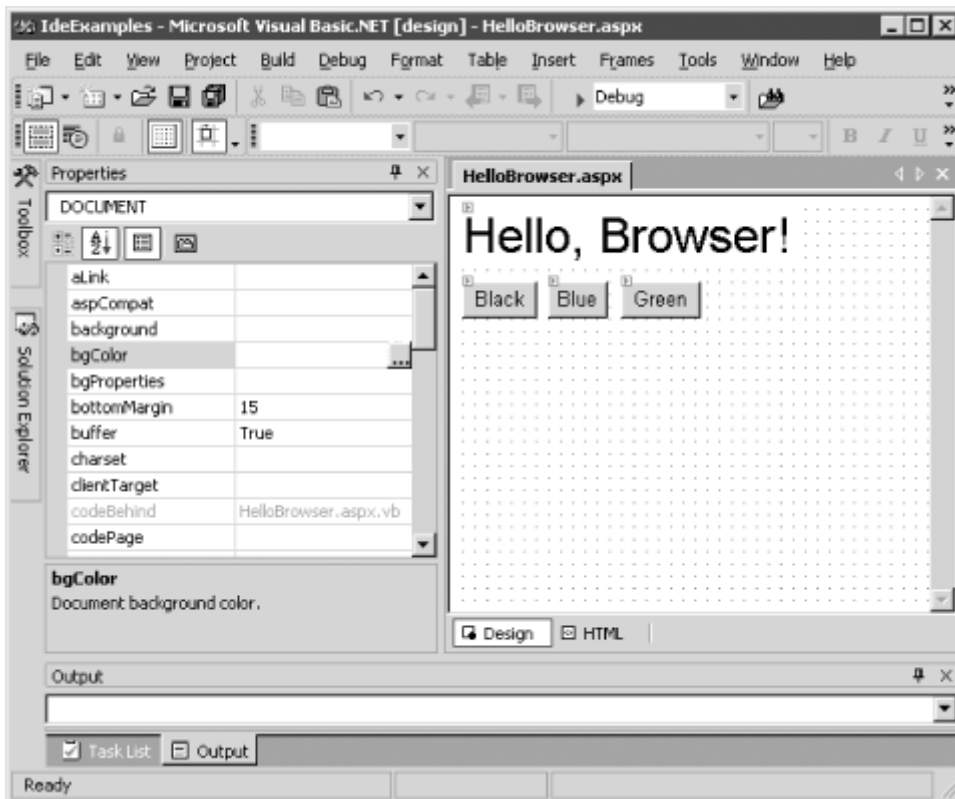 IdeExamples - Microsoft Visual Basic.NET [design] - HelloBrowser.aspx
File Edit View Project Build Debug Format Table Insert Frames Tools Window Help
Debug
B I U
Toolbox
Solution Explorer
Properties
DOCUMENT
aLink
aspCompat
background
bgColor ...
bgProperties
bottomMargin 15
buffer True
charset
clientTarget
codeBehind HelloBrowser.aspx.vb
codePage
bgColor
Document background color.
HelloBrowser.aspx
Hello, Browser!
Black Blue Green
Design HTML
Output
Task List Output
Ready